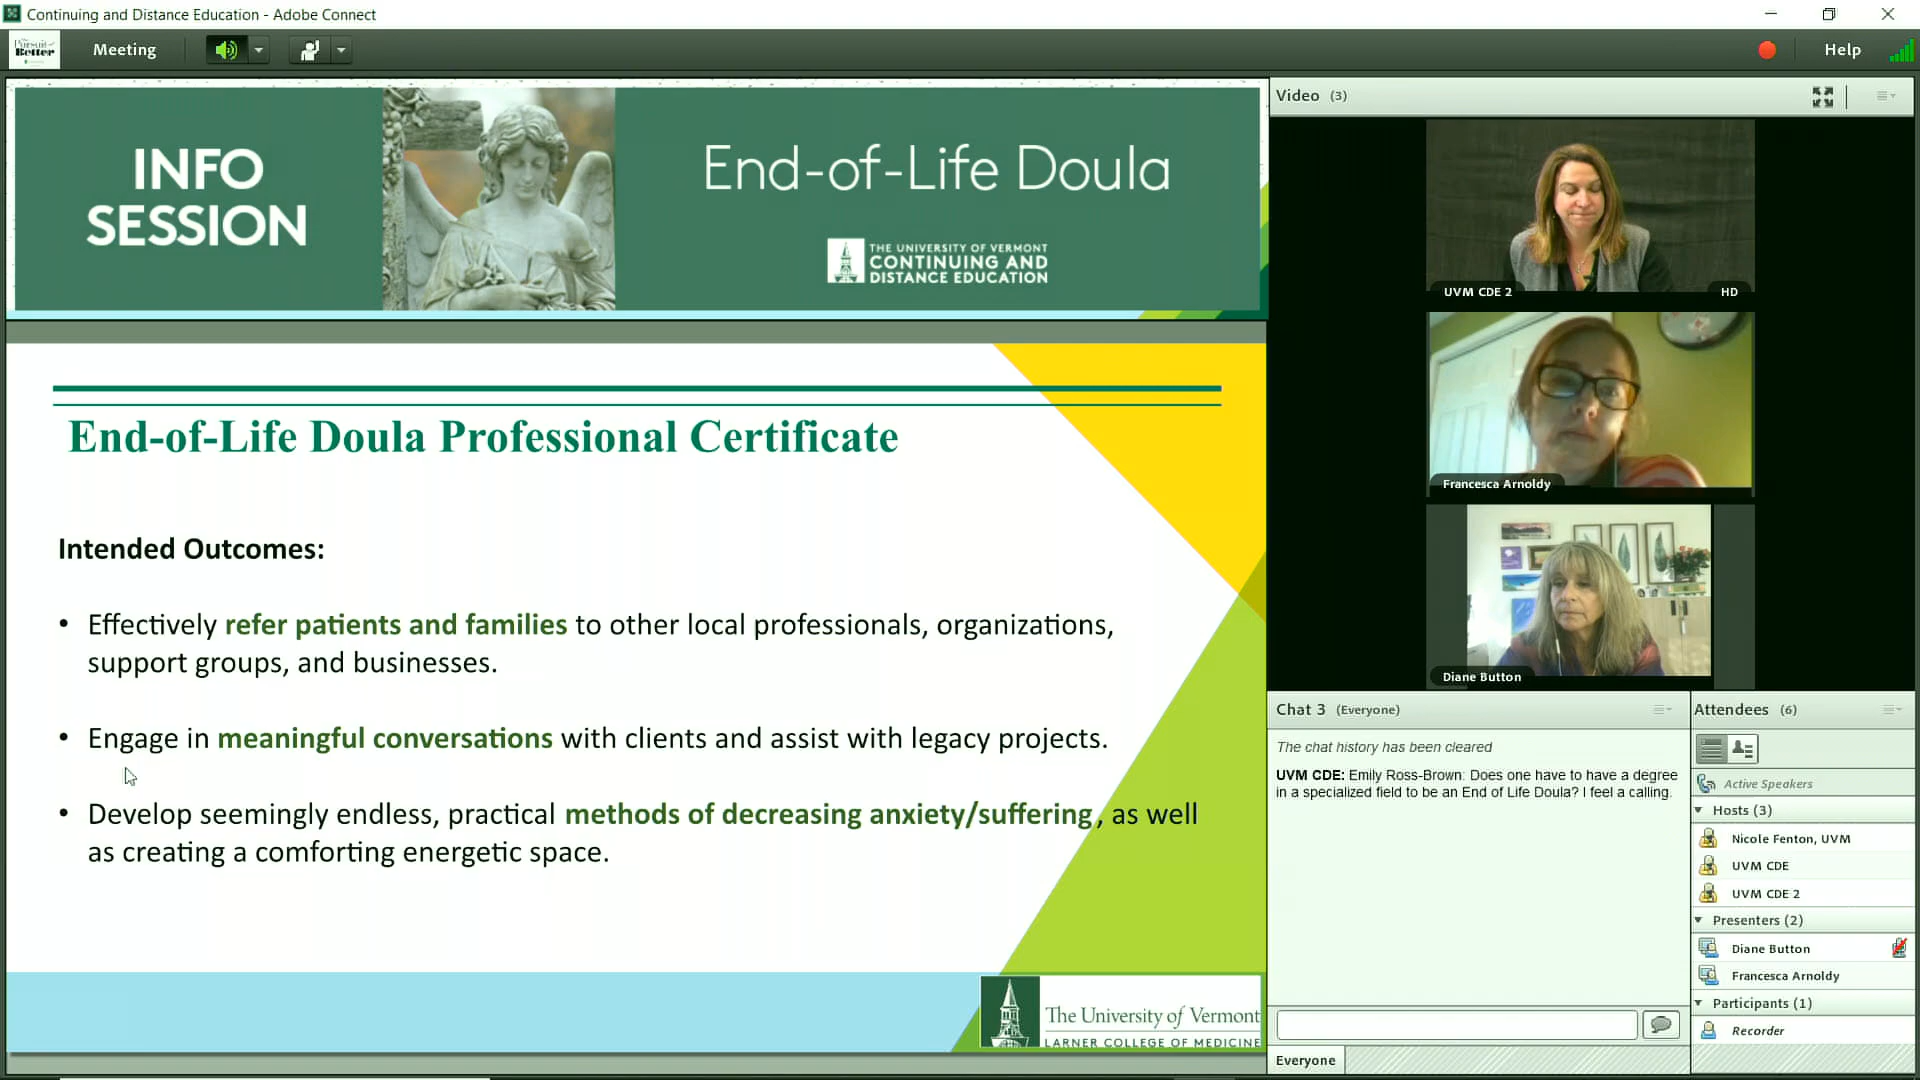 Continuing and Distance Education - Adobe Connect
Pursuit of
Better
Meeting
Help
INFO
SESSION
End-of-Life Doula
THE UNIVERSITY OF VERMONT
CONTINUING AND
DISTANCE EDUCATION
End-of-Life Doula Professional Certificate
Intended Outcomes:
• Effectively refer patients and families to other local professionals, organizations,
support groups, and businesses.
• Engage in meaningful conversations with clients and assist with legacy projects.
• Develop seemingly endless, practical methods of decreasing anxiety/suffering, as well
as creating a comforting energetic space.
The University of Vermont
LARNER COLLEGE OF MEDICINE
Video (3)
UVM CDE 2
HD
Francesca Arnoldy
Diane Button
Chat 3 (Everyone)
The chat history has been cleared
UVM CDE: Emily Ross-Brown: Does one have to have a degree
in a specialized field to be an End of Life Doula? I feel a calling.
Everyone
Attendees (6)
Active Speakers
Hosts (3)
Nicole Fenton, UVM
UVM CDE
UVM CDE 2
Presenters (2)
Diane Button
Francesca Arnoldy
Participants (1)
Recorder